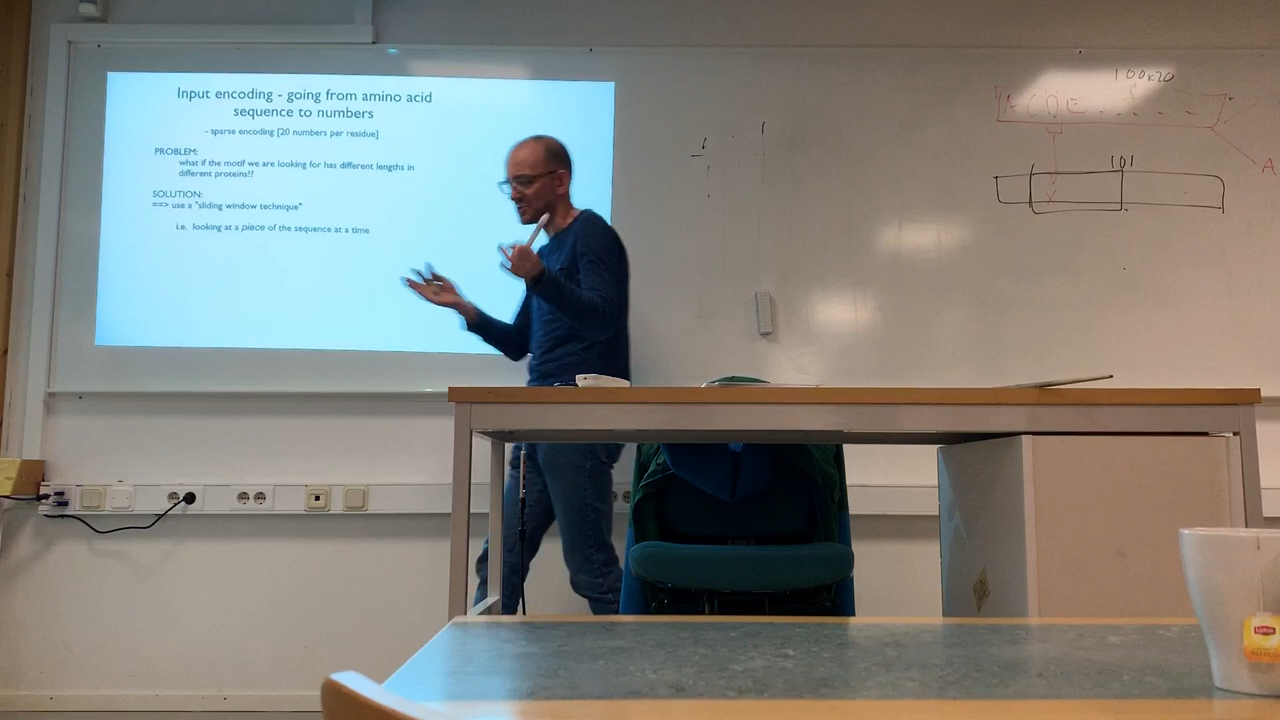 Input encoding - going from amino acid
sequence to numbers
- sparse encoding [20 numbers per residue]
PROBLEM:
what if the motif we are looking for has different lengths in
different proteins!?
SOLUTION:
==> use a "sliding window technique"
i.e. looking at a piece of the sequence at a time
100x20
101
A
Lipton